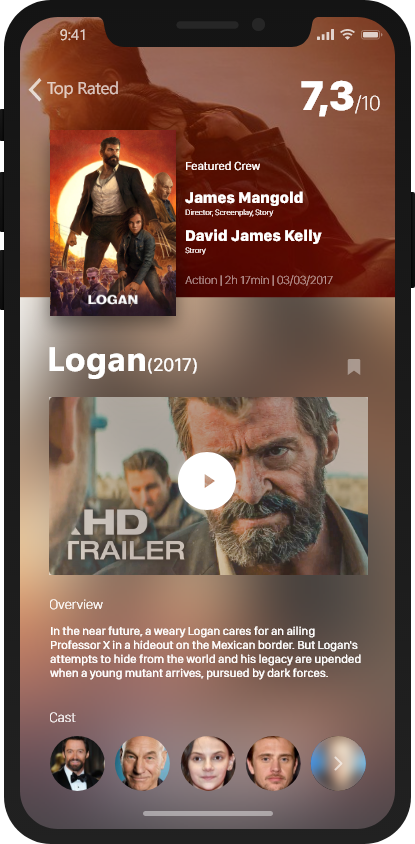 9:41
Top Rated
7,3/10
Featured Crew
James Mangold
Director, Screenplay, Story
David James Kelly
Strory
Action | 2h 17min | 03/03/2017
LOGAN
Logan(2017)
HD
TRAILER
Overview
In the near future, a weary Logan cares for an ailing
Professor X in a hideout on the Mexican border. But Logan's
attempts to hide from the world and his legacy are upended
when a young mutant arrives, pursued by dark forces.
Cast